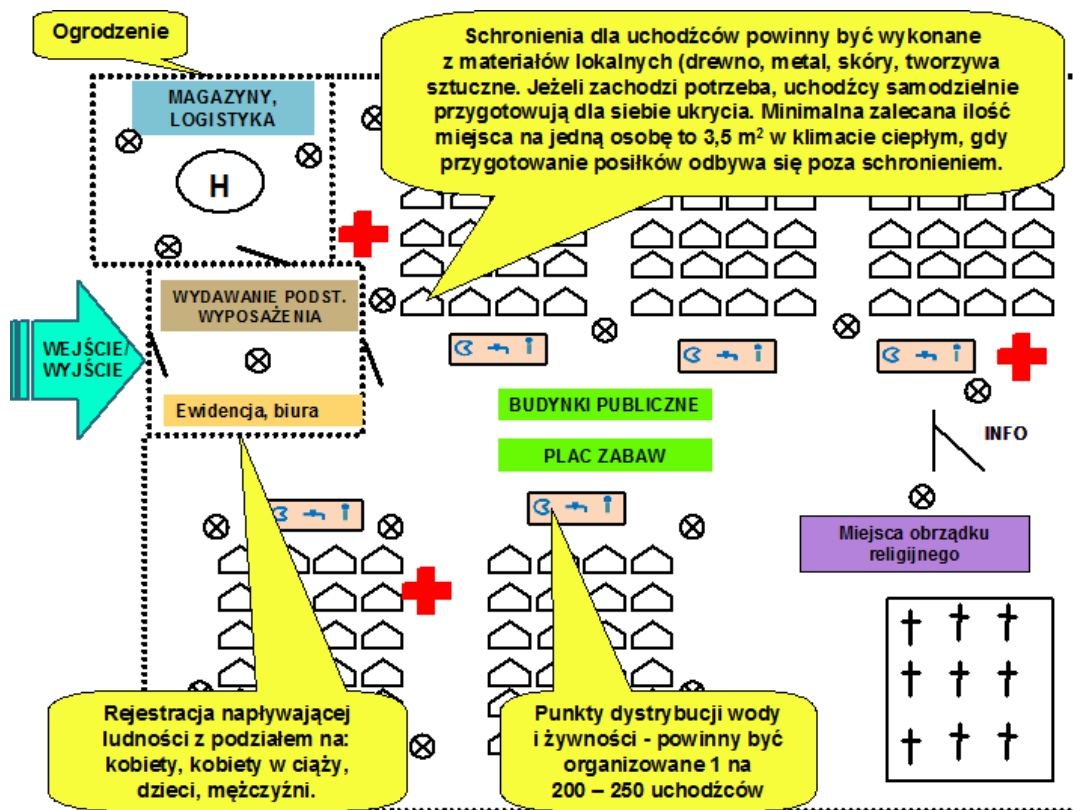 Ogrodzenie
Schronienia dla uchodźców powinny być wykonane
z materiałów lokalnych (drewno, metal, skóry, tworzywa
sztuczne. Jeżeli zachodzi potrzeba, uchodźcy samodzielnie
przygotowują dla siebie ukrycia. Minimalna zalecana ilość
miejsca na jedną osobę to 3,5 m² w klimacie ciepłym, gdy
przygotowanie posiłków odbywa się poza schronieniem.
MAGAZYNY,
LOGISTYKA
H
WYDAWANIE PODST.
WYPOSAŻENIA
WEJŚCIE/
WYJŚCIE
Ewidencja, biura
BUDYNKI PUBLICZNE
PLAC ZABAW
INFO
Miejsca obrządku
religijnego
Rejestracja napływającej
ludności z podziałem na:
kobiety, kobiety w ciąży,
dzieci, mężczyźni.
Punkty dystrybucji wody
i żywności - powinny być
organizowane 1 na
200 – 250 uchodźców